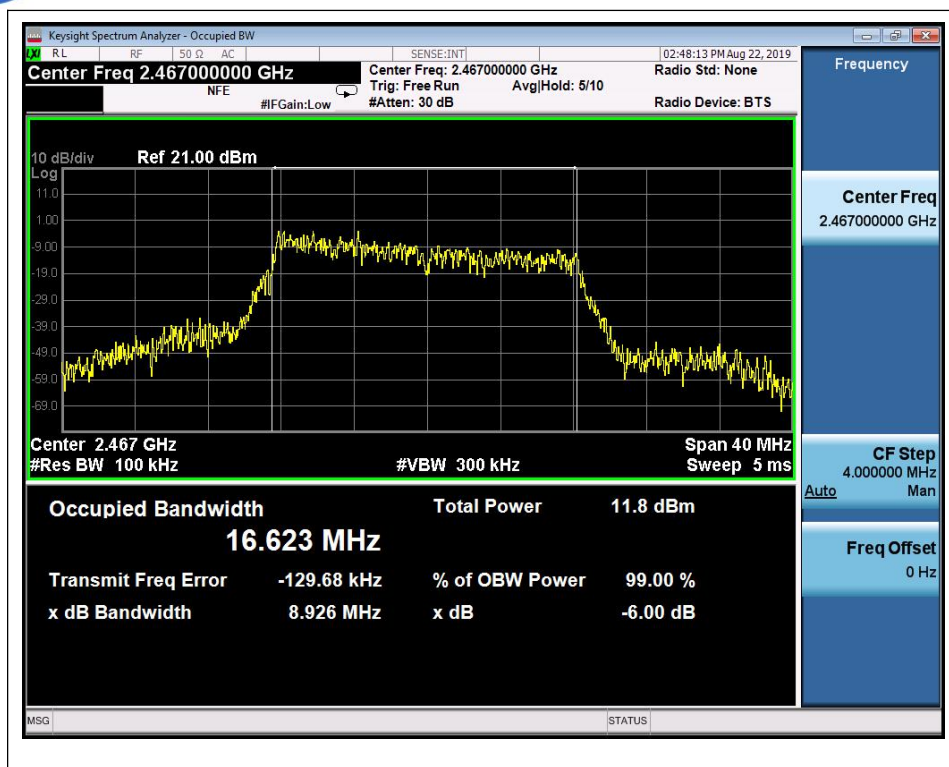 Keysight Spectrum Analyzer - Occupied BW
LXI RL RF 50 Ω AC SENSE:INT 02:48:13 PM Aug 22, 2019
Center Freq 2.467000000 GHz
NFE
#IFGain:Low
Center Freq: 2.467000000 GHz
Trig: Free Run Avg|Hold: 5/10
#Atten: 30 dB
Radio Std: None
Radio Device: BTS
10 dB/div Ref 21.00 dBm
Log
11.0
1.00
-9.00
-19.0
-29.0
-39.0
-49.0
-59.0
-69.0
Center 2.467 GHz Span 40 MHz
#Res BW 100 kHz #VBW 300 kHz Sweep 5 ms
Occupied Bandwidth Total Power 11.8 dBm
16.623 MHz
Transmit Freq Error -129.68 kHz % of OBW Power 99.00 %
x dB Bandwidth 8.926 MHz x dB -6.00 dB
MSG STATUS
Frequency
Center Freq
2.467000000 GHz
CF Step
4.000000 MHz
Auto Man
Freq Offset
0 Hz